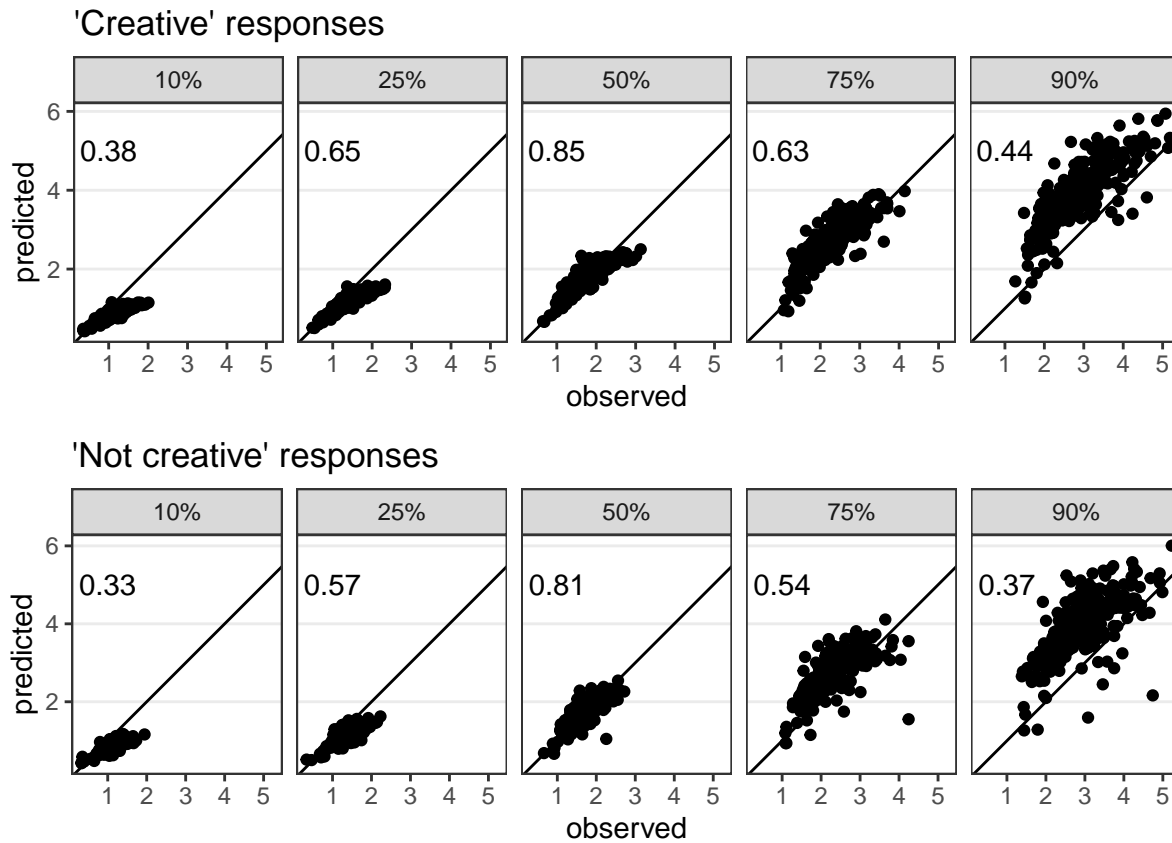 'Creative' responses
10% 25% 50% 75% 90%
predicted
6
4
2
0.38 0.65 0.85 0.63 0.44
1 2 3 4 5 1 2 3 4 5 1 2 3 4 5 1 2 3 4 5 1 2 3 4 5
observed
'Not creative' responses
10% 25% 50% 75% 90%
predicted
6
4
2
0.33 0.57 0.81 0.54 0.37
1 2 3 4 5 1 2 3 4 5 1 2 3 4 5 1 2 3 4 5 1 2 3 4 5
observed